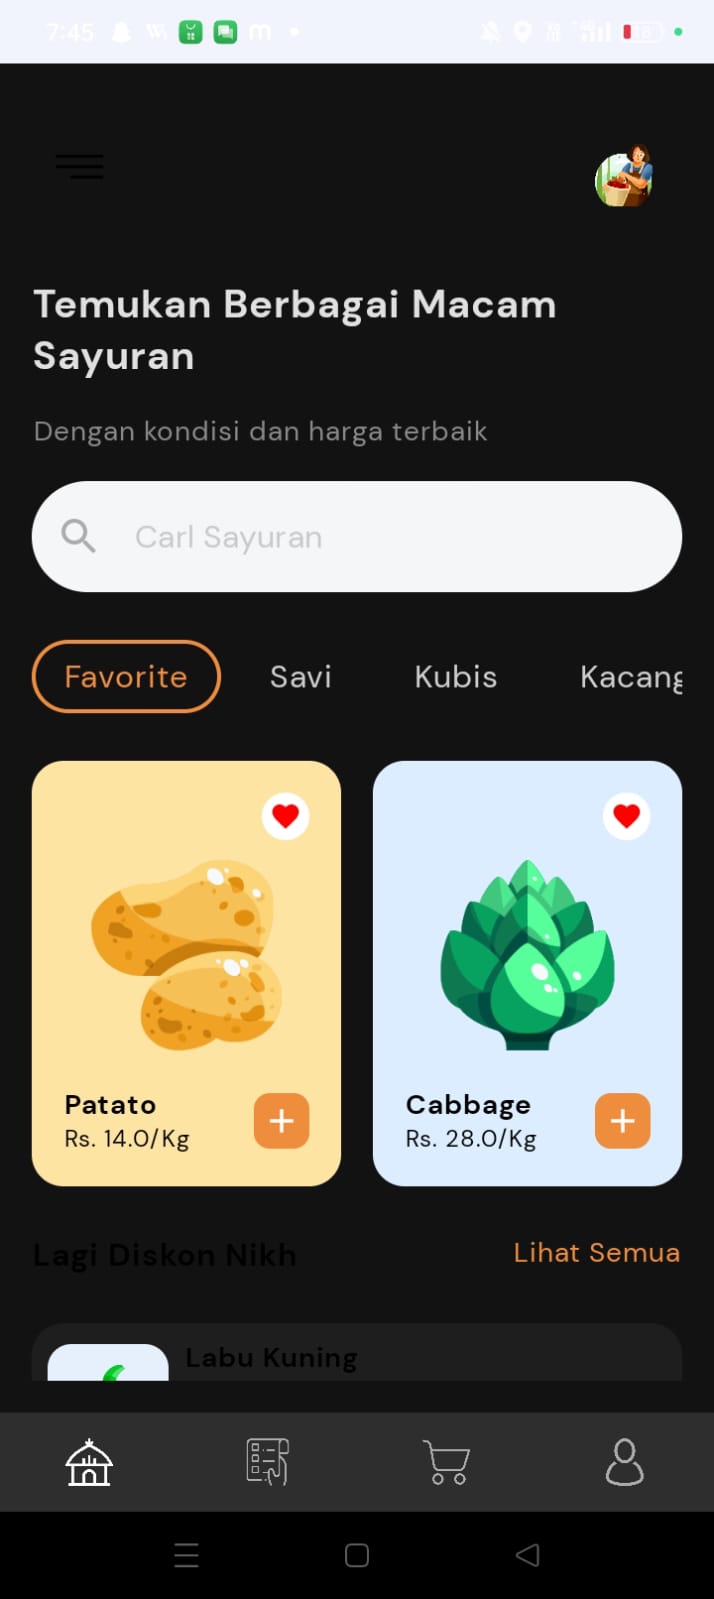 7:45
Temukan Berbagai Macam
Sayuran
Dengan kondisi dan harga terbaik
Carl Sayuran
Favorite Savi Kubis Kacang
Patato
Rs. 14.0/Kg
Cabbage
Rs. 28.0/Kg
Lagi Diskon Nikh
Lihat Semua
Labu Kuning